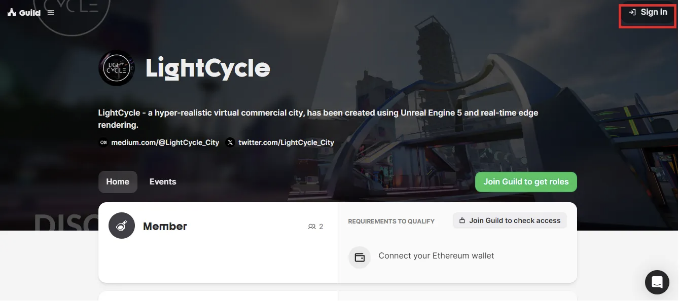 Guild
Sign In
LIGHT
CYCLE
LightCycle
LightCycle - a hyper-realistic virtual commercial city, has been created using Unreal Engine 5 and real-time edge
rendering.
medium.com/@LightCycle_City
twitter.com/LightCycle_City
Home
Events
Join Guild to get roles
DISC
Member
2
REQUIREMENTS TO QUALIFY
Join Guild to check access
Connect your Ethereum wallet